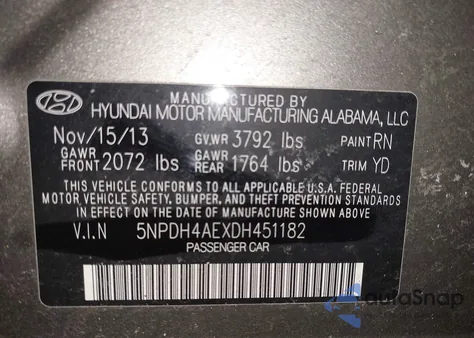 MANUFACTURED BY
HYUNDAI MOTOR MANUFACTURING ALABAMA, LLC
Nov/15/13 GVWR 3792 lbs PAINT RN
GAWR FRONT 2072 lbs GAWR REAR 1764 lbs TRIM YD
THIS VEHICLE CONFORMS TO ALL APPLICABLE U.S.A. FEDERAL
MOTOR VEHICLE SAFETY, BUMPER, AND THEFT PREVENTION STANDARDS
IN EFFECT ON THE DATE OF MANUFACTURE SHOWN ABOVE.
V.I.N 5NPDH4AEXDH451182
PASSENGER CAR
autoSnap